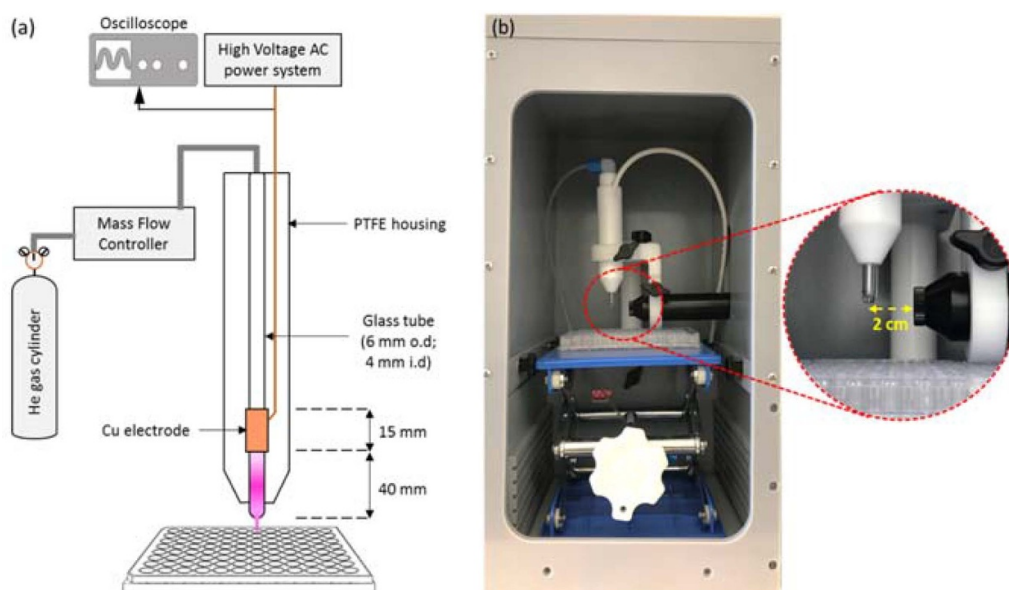 (a)
Oscilloscope
High Voltage AC
power system
Mass Flow
Controller
PTFE housing
He gas cylinder
Glass tube
(6 mm o.d;
4 mm i.d)
Cu electrode
15 mm
40 mm
(b)
2 cm